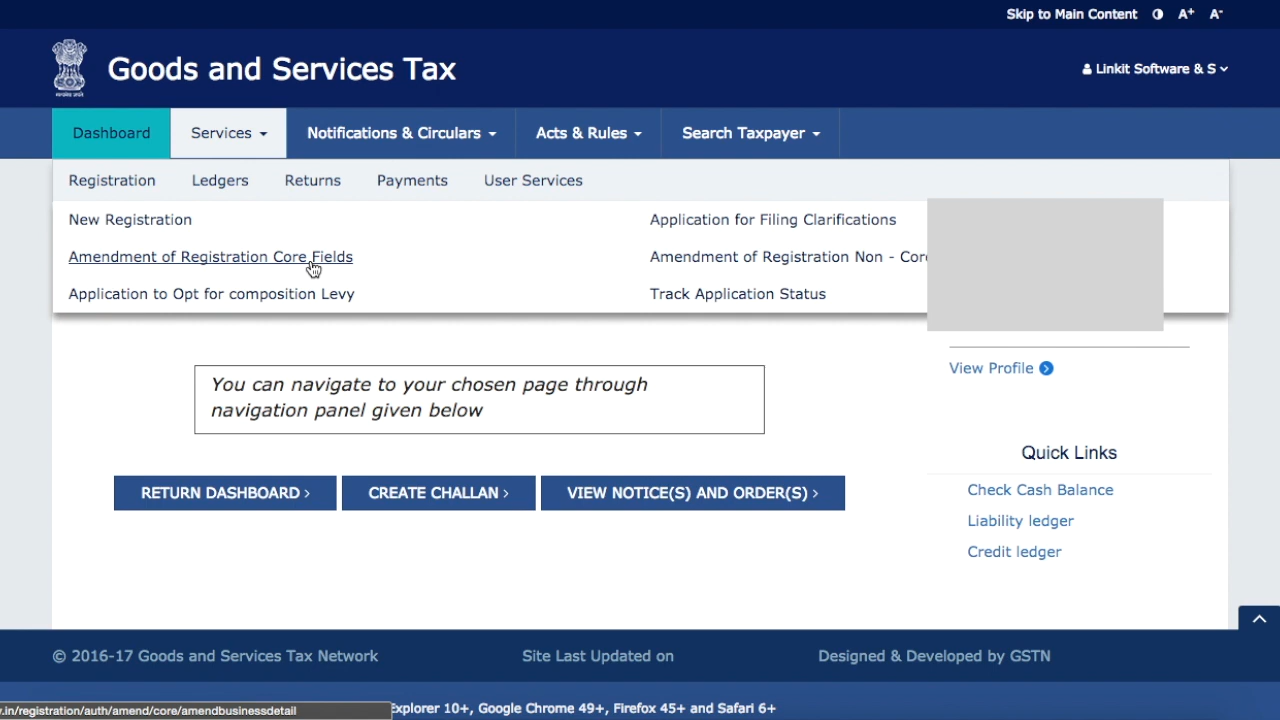 Skip to Main Content A+ A-
Goods and Services Tax
Linkit Software & S
Dashboard Services Notifications & Circulars Acts & Rules Search Taxpayer
Registration Ledgers Returns Payments User Services
New Registration Application for Filing Clarifications
Amendment of Registration Core Fields Amendment of Registration Non - Core
Application to Opt for composition Levy Track Application Status
View Profile
You can navigate to your chosen page through
navigation panel given below
Quick Links
RETURN DASHBOARD > CREATE CHALLAN > VIEW NOTICE(S) AND ORDER(S) >
Check Cash Balance
Liability ledger
Credit ledger
© 2016-17 Goods and Services Tax Network Site Last Updated on Designed & Developed by GSTN
.in/registration/auth/amend/core/amendbusinessdetail Explorer 10+, Google Chrome 49+, Firefox 45+ and Safari 6+